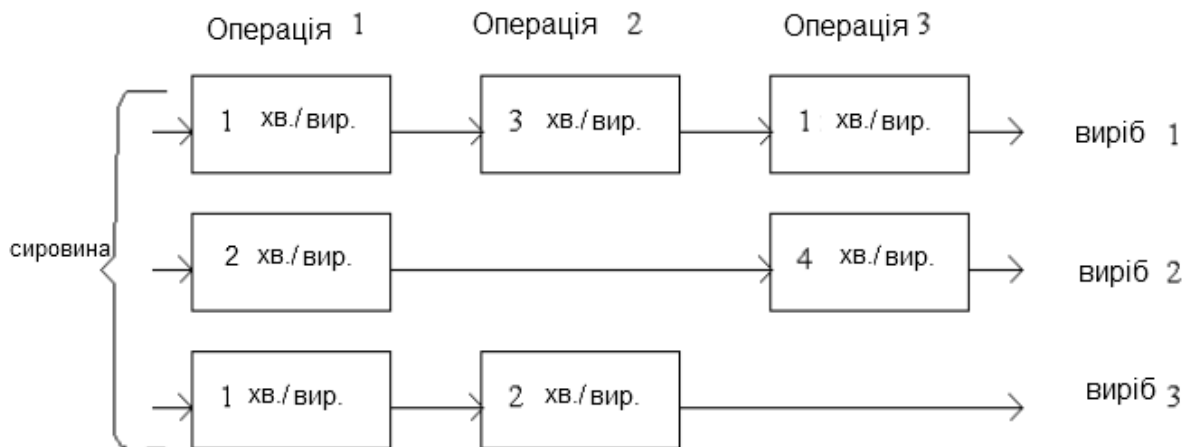 Операція 1 Операція 2 Операція 3
1 хв./вир. 3 хв./вир. 1 хв./вир. виріб 1
сировина
2 хв./вир. 4 хв./вир. виріб 2
1 хв./вир. 2 хв./вир. виріб 3